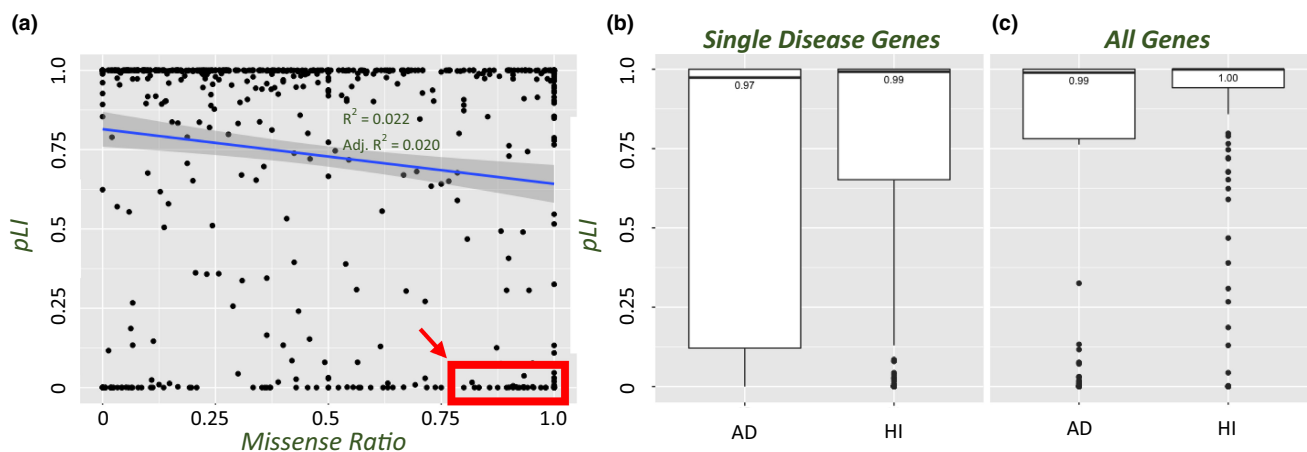 (a)
pLI
1.0
0.75
0.5
0.25
0
R² = 0.022
Adj. R² = 0.020
0
0.25
0.50
0.75
1.0
Missense Ratio
(b)
Single Disease Genes
pLI
1.0
0.75
0.5
0.25
0
0.97
0.99
AD
HI
(c)
All Genes
0.99
1.00
AD
HI